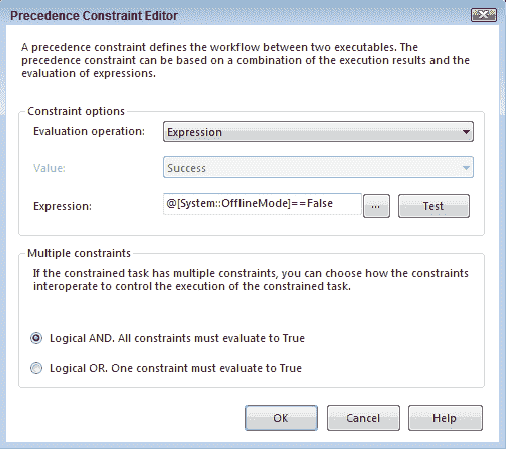 Precedence Constraint Editor
A precedence constraint defines the workflow between two executables. The
precedence constraint can be based on a combination of the execution results and the
evaluation of expressions.
Constraint options
Evaluation operation: Expression
Value: Success
Expression: @[System::OfflineMode]==False ... Test
Multiple constraints
If the constrained task has multiple constraints, you can choose how the constraints
interoperate to control the execution of the constrained task.
Logical AND. All constraints must evaluate to True
Logical OR. One constraint must evaluate to True
OK Cancel Help